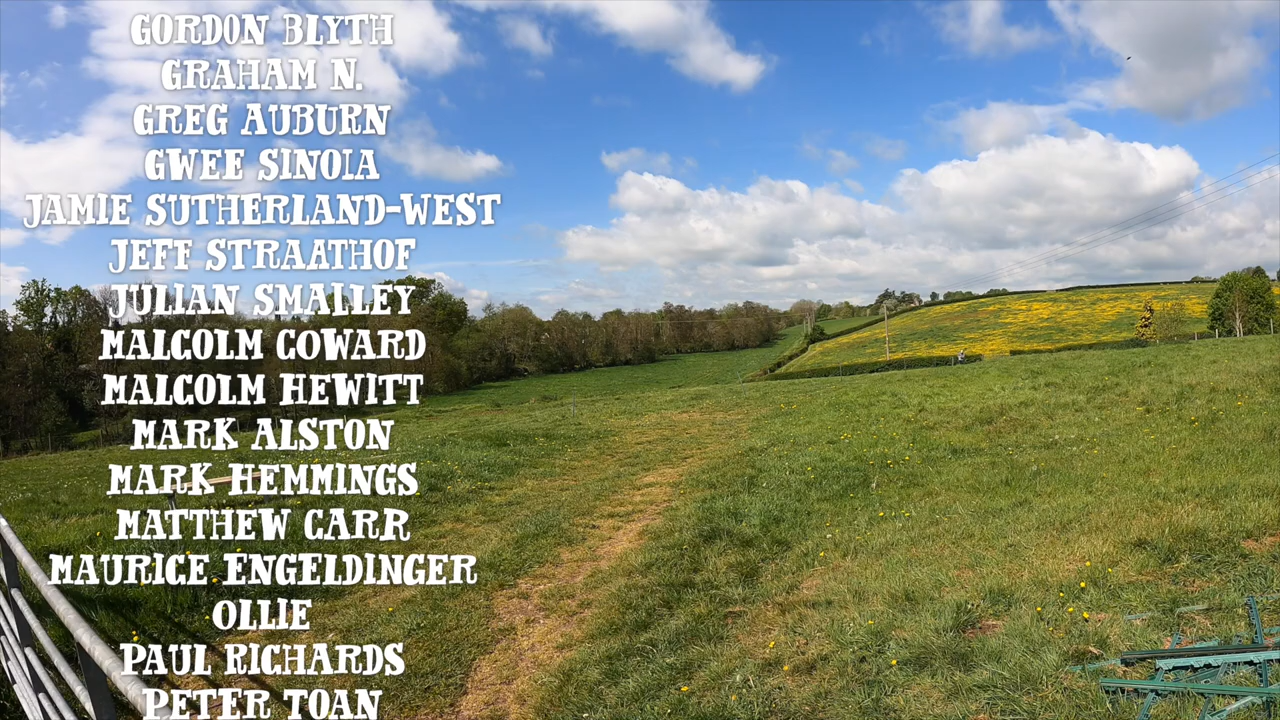 GORDON BLYTH
GRAHAM N.
GREG AUBURN
GWEE SINOIA
JAMIE SUTHERLAND-WEST
JEFF STRAATHOF
JULIAN SMALLEY
MALCOLM COWARD
MALCOLM HEWITT
MARK ALSTON
MARK HEMMINGS
MATTHEW CARR
MAURICE ENGELDINGER
OLLIE
PAUL RICHARDS
PETER TOAN